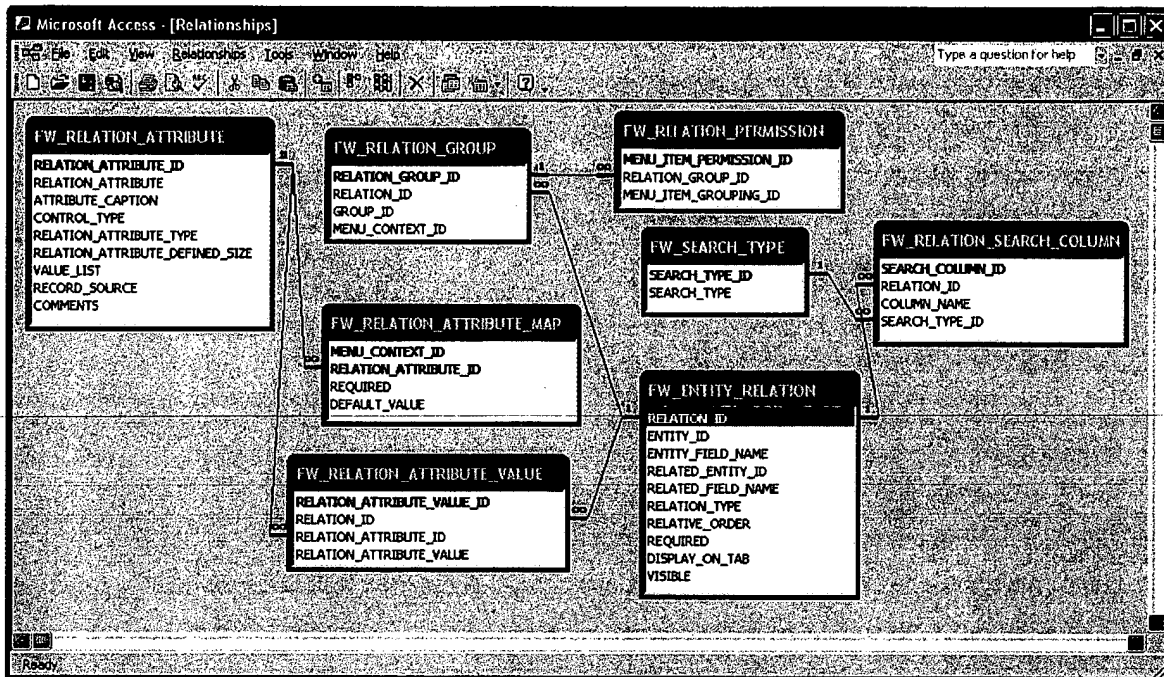 Microsoft Access - [Relationships]
File Edit View Relationships Tools Window Help
Type a question for help
FW_RELATION_ATTRIBUTE
RELATION_ATTRIBUTE_ID
RELATION_ATTRIBUTE
ATTRIBUTE_CAPTION
CONTROL_TYPE
RELATION_ATTRIBUTE_TYPE
RELATION_ATTRIBUTE_DEFINED_SIZE
VALUE_LIST
RECORD_SOURCE
COMMENTS
FW_RELATION_GROUP
RELATION_GROUP_ID
RELATION_ID
GROUP_ID
MENU_CONTEXT_ID
FW_RELATION_PERMISSION
MENU_ITEM_PERMISSION_ID
RELATION_GROUP_ID
MENU_ITEM_GROUPING_ID
FW_SEARCH_TYPE
SEARCH_TYPE_ID
SEARCH_TYPE
FW_RELATION_SEARCH_COLUMN
SEARCH_COLUMN_ID
RELATION_ID
COLUMN_NAME
SEARCH_TYPE_ID
FW_RELATION_ATTRIBUTE_MAP
MENU_CONTEXT_ID
RELATION_ATTRIBUTE_ID
REQUIRED
DEFAULT_VALUE
FW_ENTITY_RELATION
RELATION_ID
ENTITY_ID
ENTITY_FIELD_NAME
RELATED_ENTITY_ID
RELATED_FIELD_NAME
RELATION_TYPE
RELATIVE_ORDER
REQUIRED
DISPLAY_ON_TAB
VISIBLE
FW_RELATION_ATTRIBUTE_VALUE
RELATION_ATTRIBUTE_VALUE_ID
RELATION_ID
RELATION_ATTRIBUTE_ID
RELATION_ATTRIBUTE_VALUE
Ready